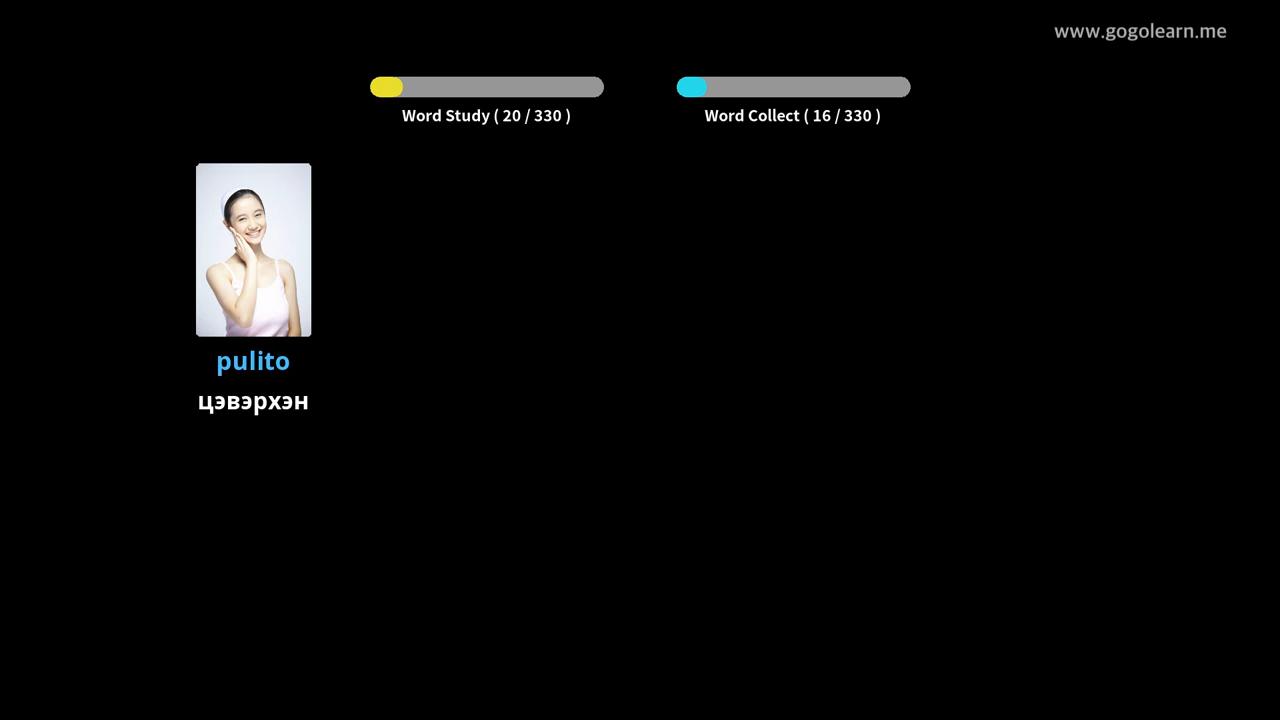 www.gogolearn.me
Word Study ( 20 / 330 )
Word Collect ( 16 / 330 )
pulito
цэвэрхэн